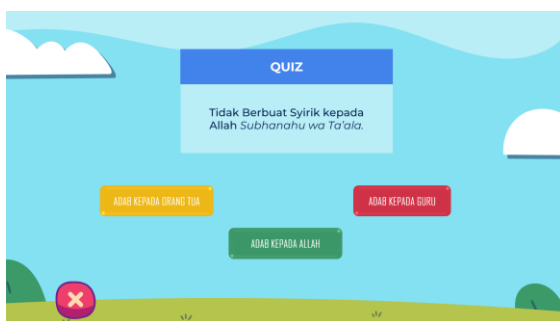 QUIZ
Tidak Berbuat Syirik kepada
Allah Subhanahu wa Ta'ala.
ADAB KEPADA ORANG TUA
ADAB KEPADA GURU
ADAB KEPADA ALLAH